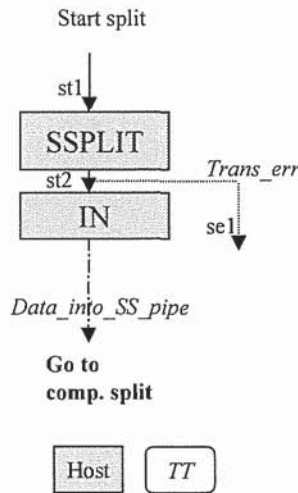 Start split
st1
SSPLIT
Trans_err
st2
IN
se1
Data_into_SS_pipe
Go to
comp. split
Host
TT